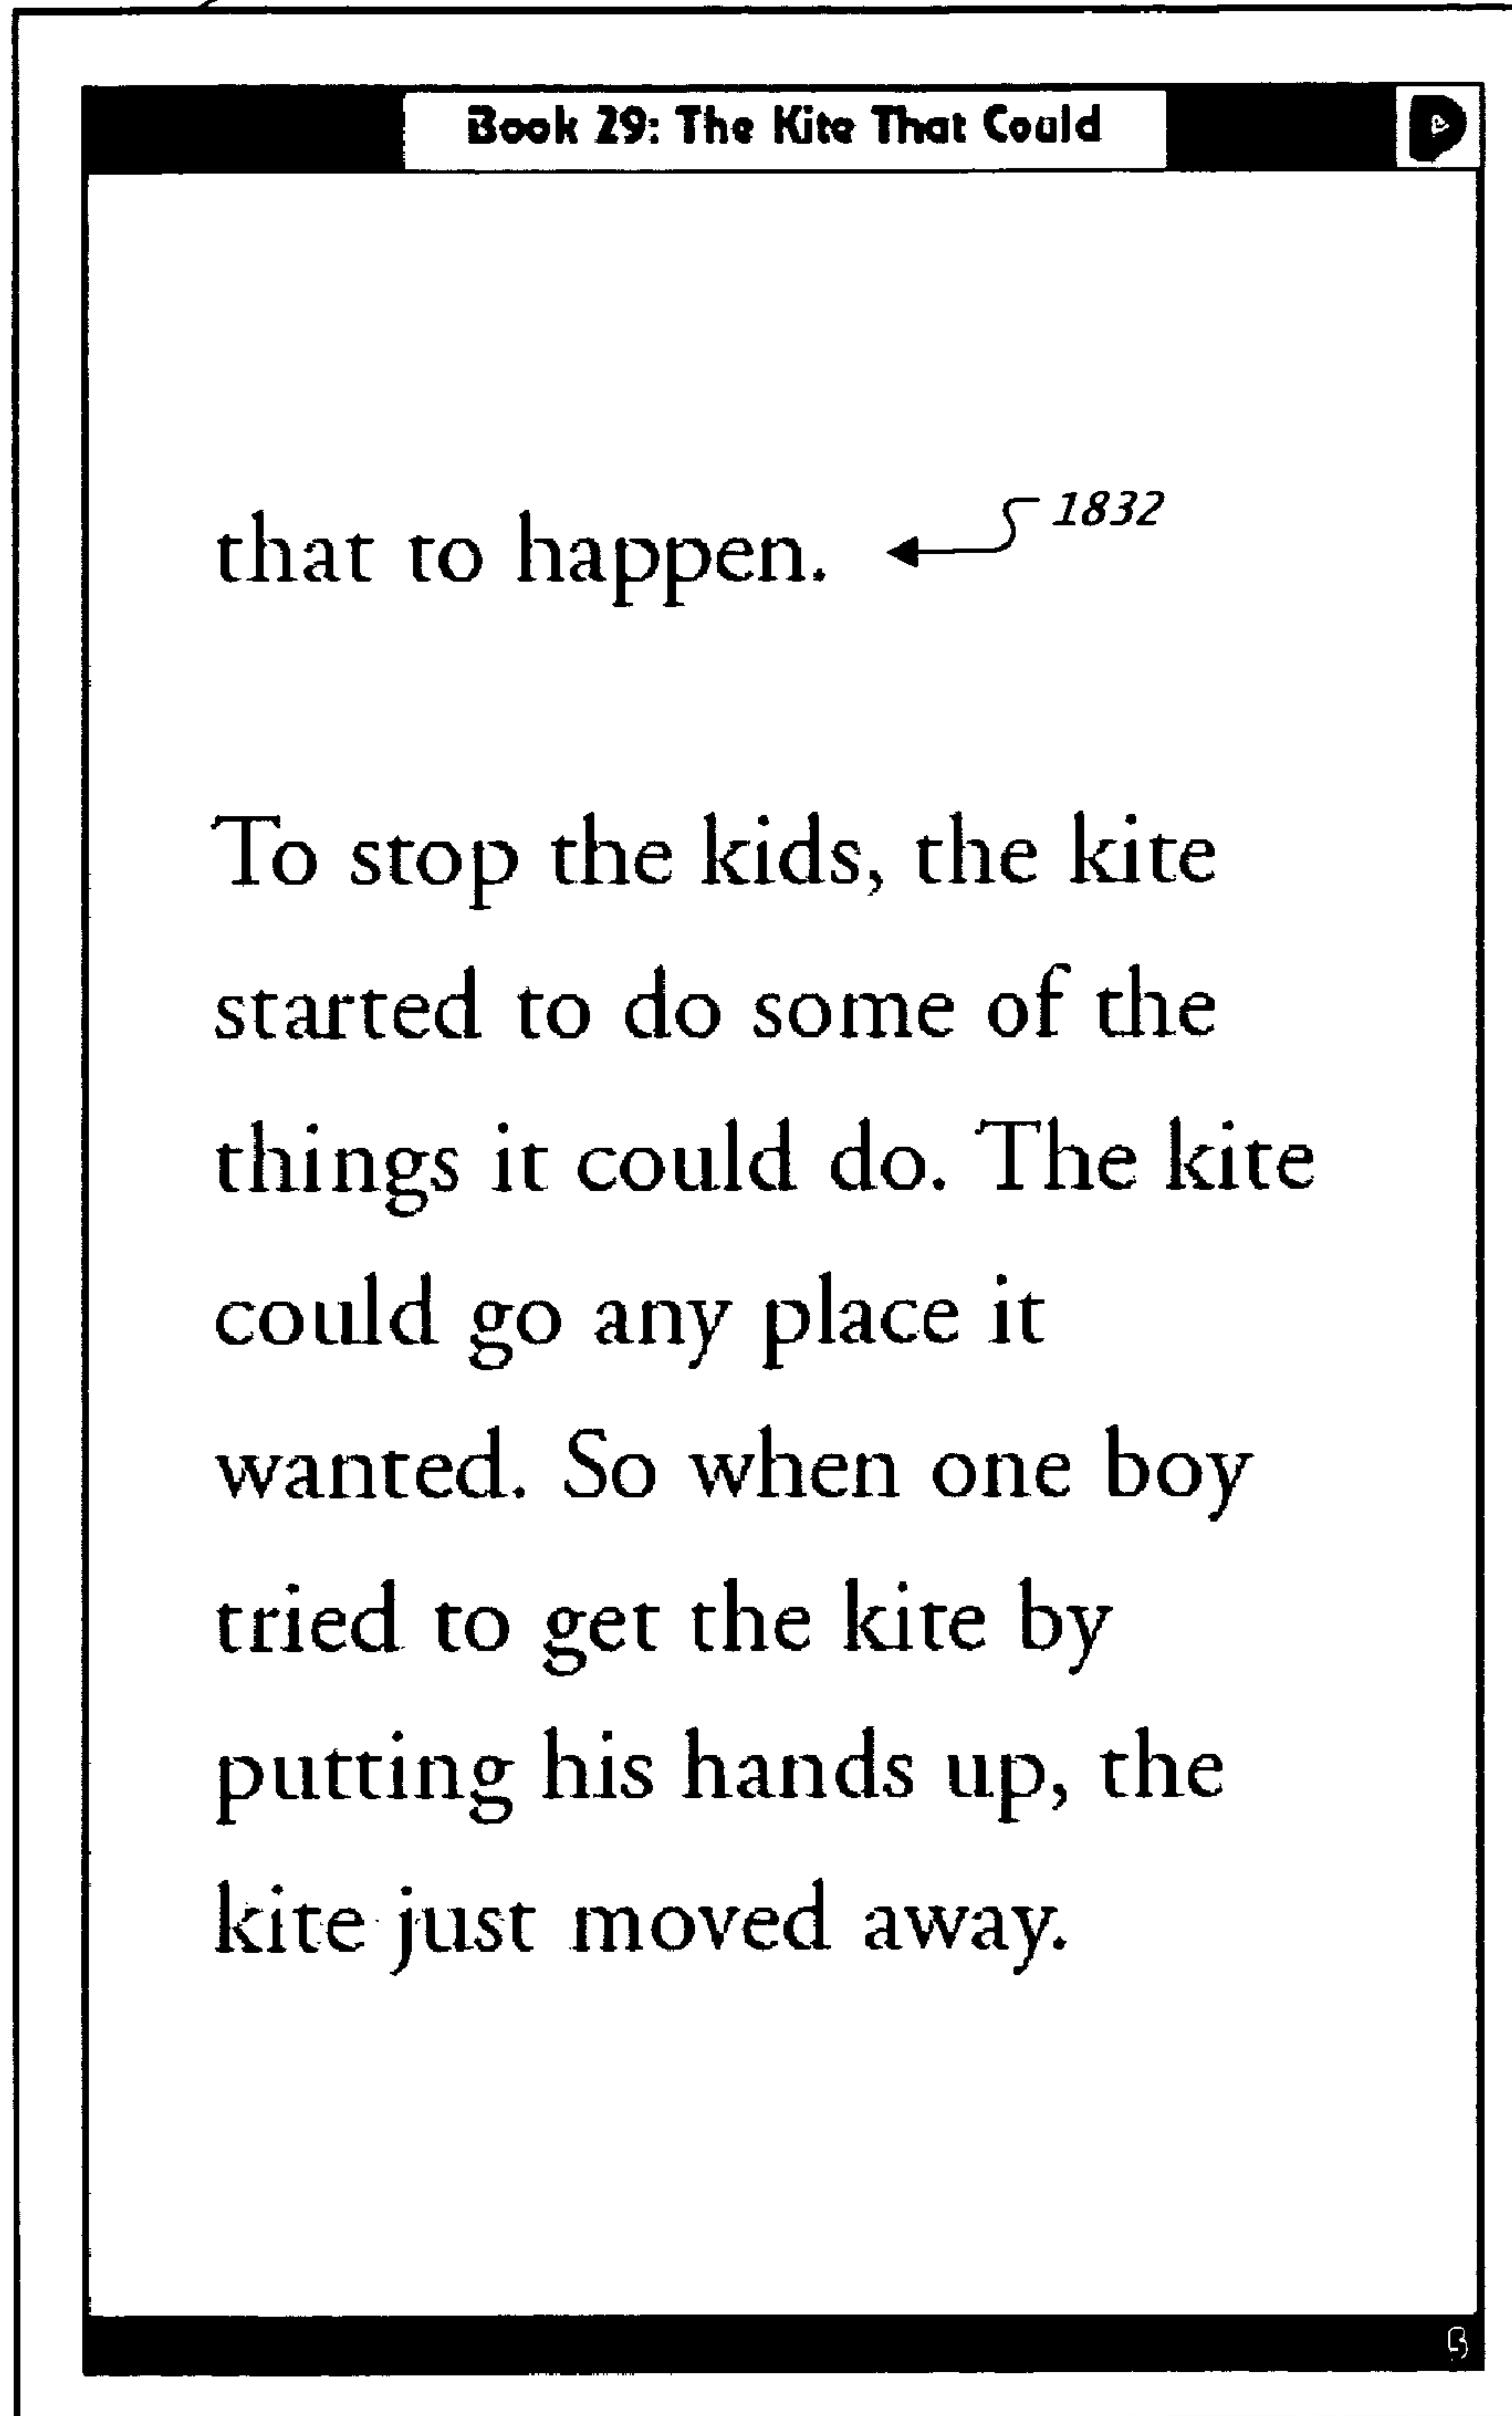 Book 29: The Kite That Could
that to happen.
1832
To stop the kids, the kite
started to do some of the
things it could do. The kite
could go any place it
wanted. So when one boy
tried to get the kite by
putting his hands up, the
kite just moved away.